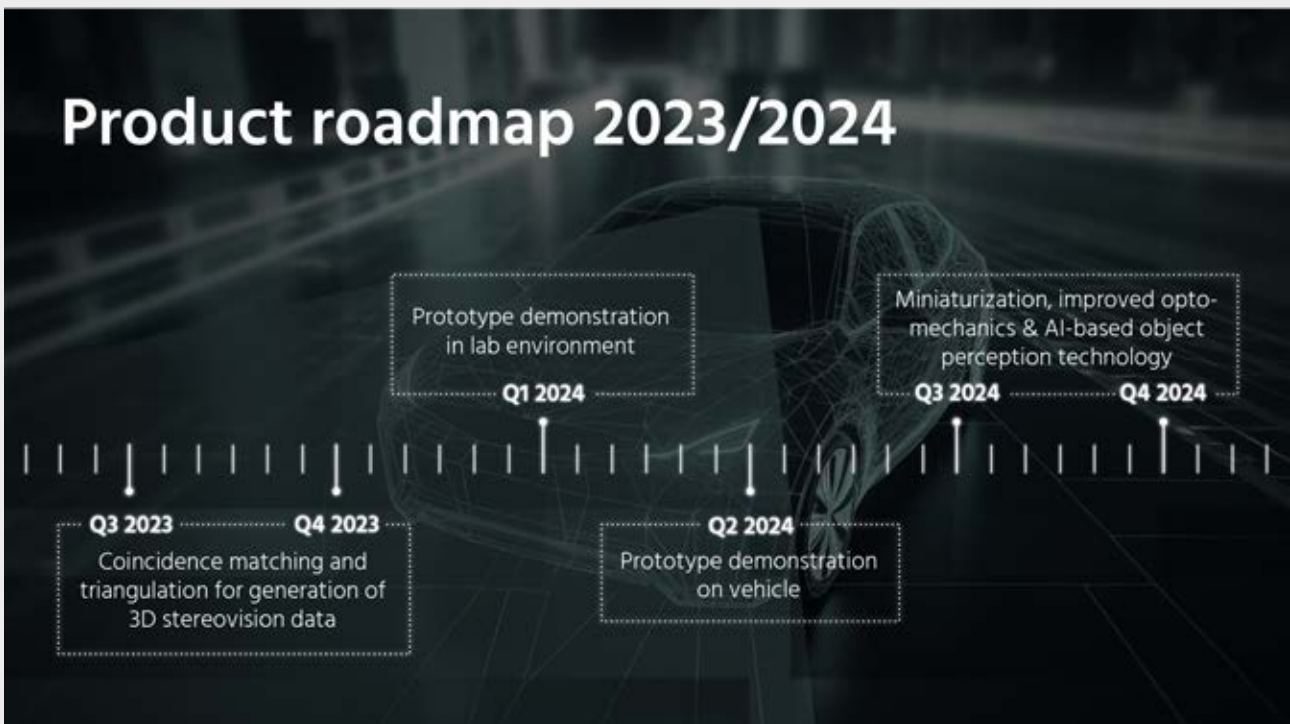 Product roadmap 2023/2024
Prototype demonstration
in lab environment
Q1 2024
Miniaturization, improved opto-
mechanics & AI-based object
perception technology
Q3 2024 Q4 2024
Q3 2023 Q4 2023
Coincidence matching and
triangulation for generation of
3D stereovision data
Q2 2024
Prototype demonstration
on vehicle